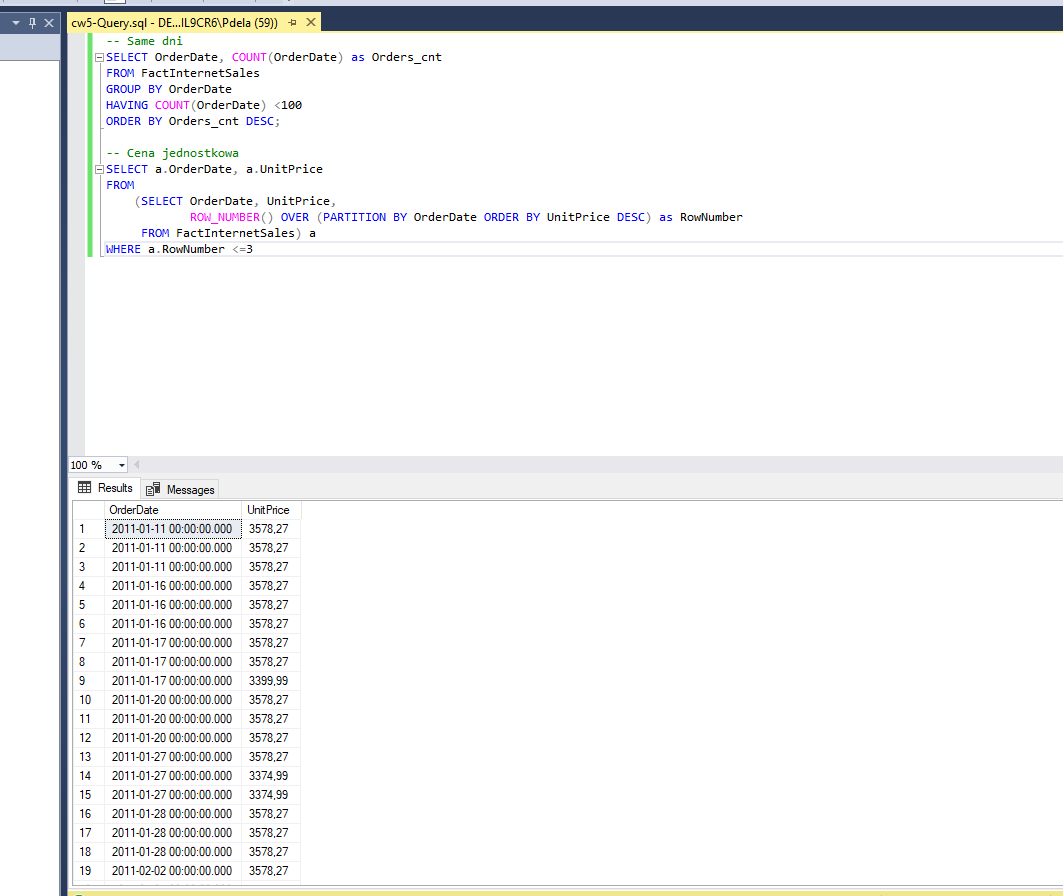 cw5-Query.sql - DE...IL9CR6\Pdela (59))
-- Same dni
SELECT OrderDate, COUNT(OrderDate) as Orders_cnt
FROM FactInternetSales
GROUP BY OrderDate
HAVING COUNT(OrderDate) <100
ORDER BY Orders_cnt DESC;
-- Cena jednostkowa
SELECT a.OrderDate, a.UnitPrice
FROM
(SELECT OrderDate, UnitPrice,
ROW_NUMBER() OVER (PARTITION BY OrderDate ORDER BY UnitPrice DESC) as RowNumber
FROM FactInternetSales) a
WHERE a.RowNumber <=3
100 %
Results Messages
OrderDate UnitPrice
1 2011-01-11 00:00:00.000 3578,27
2 2011-01-11 00:00:00.000 3578,27
3 2011-01-11 00:00:00.000 3578,27
4 2011-01-16 00:00:00.000 3578,27
5 2011-01-16 00:00:00.000 3578,27
6 2011-01-16 00:00:00.000 3578,27
7 2011-01-17 00:00:00.000 3578,27
8 2011-01-17 00:00:00.000 3578,27
9 2011-01-17 00:00:00.000 3399,99
10 2011-01-20 00:00:00.000 3578,27
11 2011-01-20 00:00:00.000 3578,27
12 2011-01-20 00:00:00.000 3578,27
13 2011-01-27 00:00:00.000 3578,27
14 2011-01-27 00:00:00.000 3374,99
15 2011-01-27 00:00:00.000 3374,99
16 2011-01-28 00:00:00.000 3578,27
17 2011-01-28 00:00:00.000 3578,27
18 2011-01-28 00:00:00.000 3578,27
19 2011-02-02 00:00:00.000 3578,27